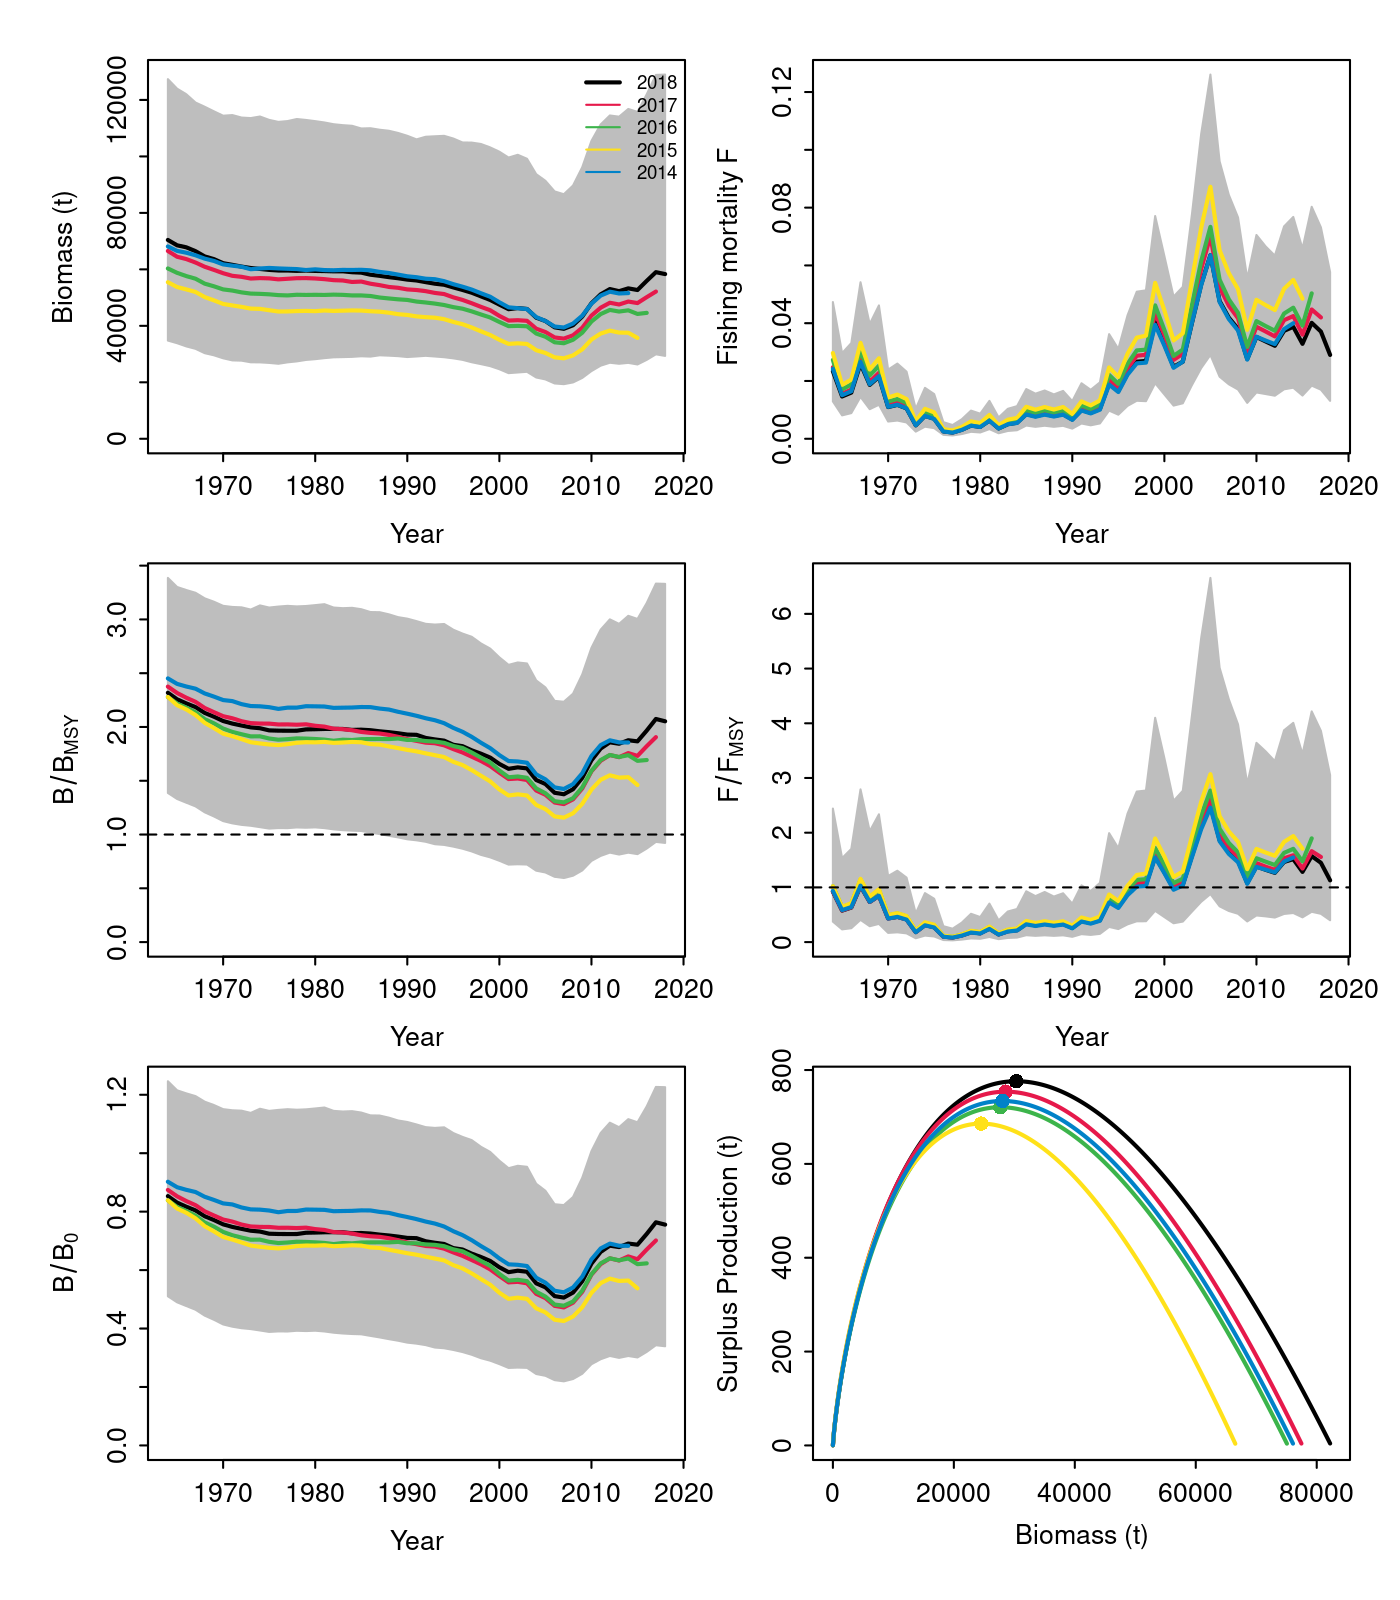 120000
80000
40000
0
Biomass (t)
2018
2017
2016
2015
2014
1970 1980 1990 2000 2010 2020
Year
0.12
0.08
0.04
0.00
Fishing mortality F
1970 1980 1990 2000 2010 2020
Year
3.0
2.0
1.0
0.0
B/BMSY
1970 1980 1990 2000 2010 2020
Year
6
5
4
3
2
1
0
F/FMSY
1970 1980 1990 2000 2010 2020
Year
1.2
0.8
0.4
0.0
B/B0
1970 1980 1990 2000 2010 2020
Year
800
600
400
200
0
Surplus Production (t)
0 20000 40000 60000 80000
Biomass (t)